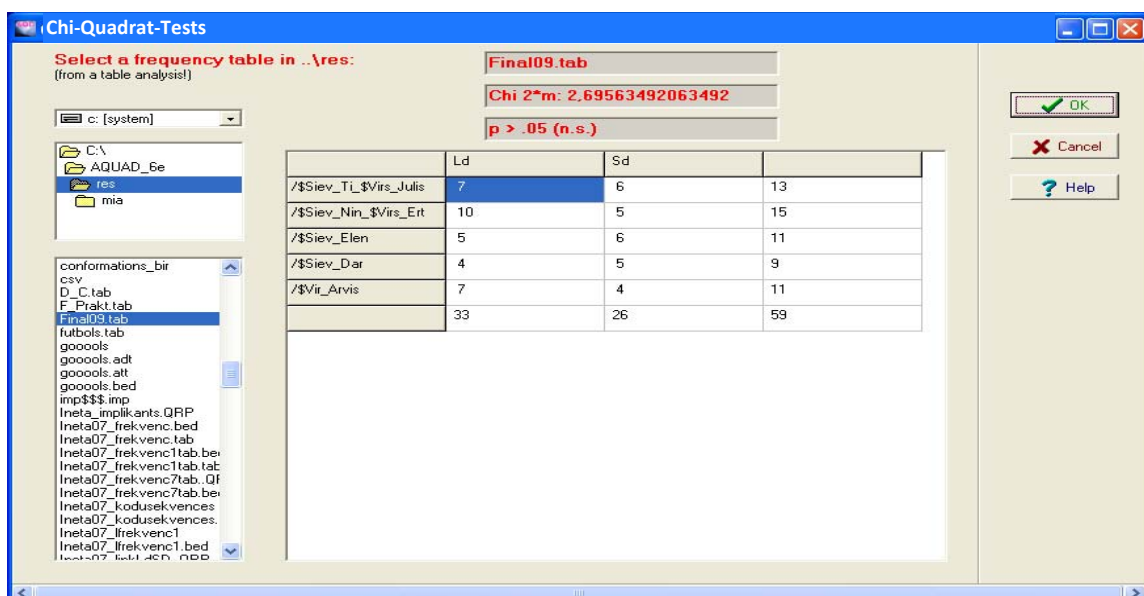 Chi-Quadrat-Tests
Select a frequency table in ..\res:
(from a table analysis!)
Final09.tab
Chi 2*m: 2,69563492063492
p > .05 (n.s.)
OK
Cancel
Help
c: [system]
C:\
AQUAD_6e
res
mia
Ld Sd
/$Siev_Ti_$Virs_Julis 7 6 13
/$Siev_Nin_$Virs_Ert 10 5 15
/$Siev_Elen 5 6 11
/$Siev_Dar 4 5 9
/$Vir_Arvis 7 4 11
33 26 59
conformations_bir
csv
D_C.tab
F_Prakt.tab
Final09.tab
futbols.tab
gooools
gooools.adt
gooools.att
gooools.bed
imp$$$.imp
Ineta_implikants.QRP
Ineta07_frekvenc.bed
Ineta07_frekvenc.tab
Ineta07_frekvenc1tab.be
Ineta07_frekvenc1tab.tab
Ineta07_frekvenc7tab..QF
Ineta07_frekvenc7tab.be
Ineta07_kodusekvences
Ineta07_kodusekvences.
Ineta07_lfrekvenc1
Ineta07_lfrekvenc1.bed